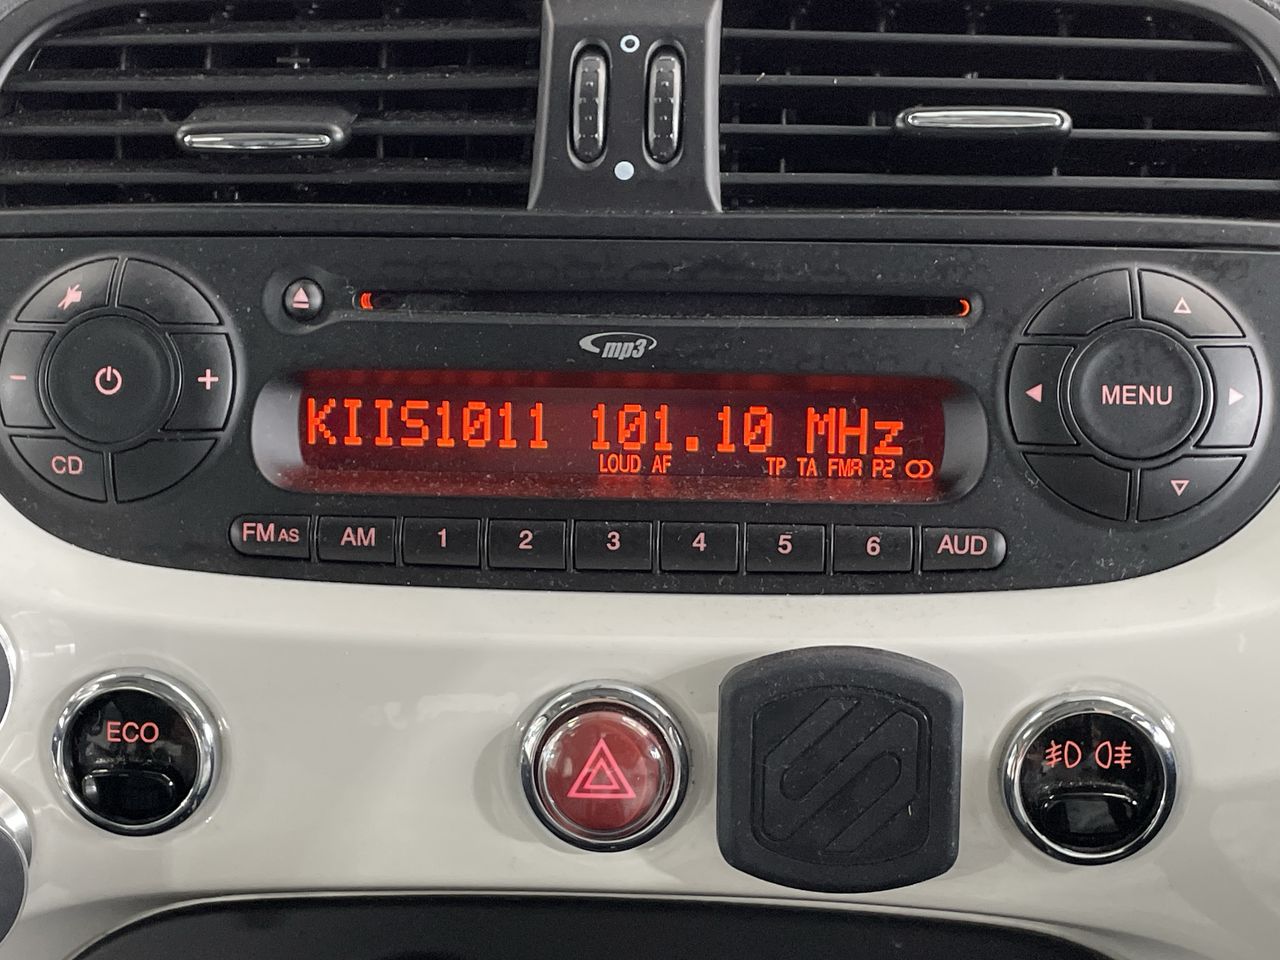 mp3
KIIS1011 101.10 MHz
LOUD AF TP TA FMR P2
CD
MENU
FM AS AM 1 2 3 4 5 6 AUD
ECO